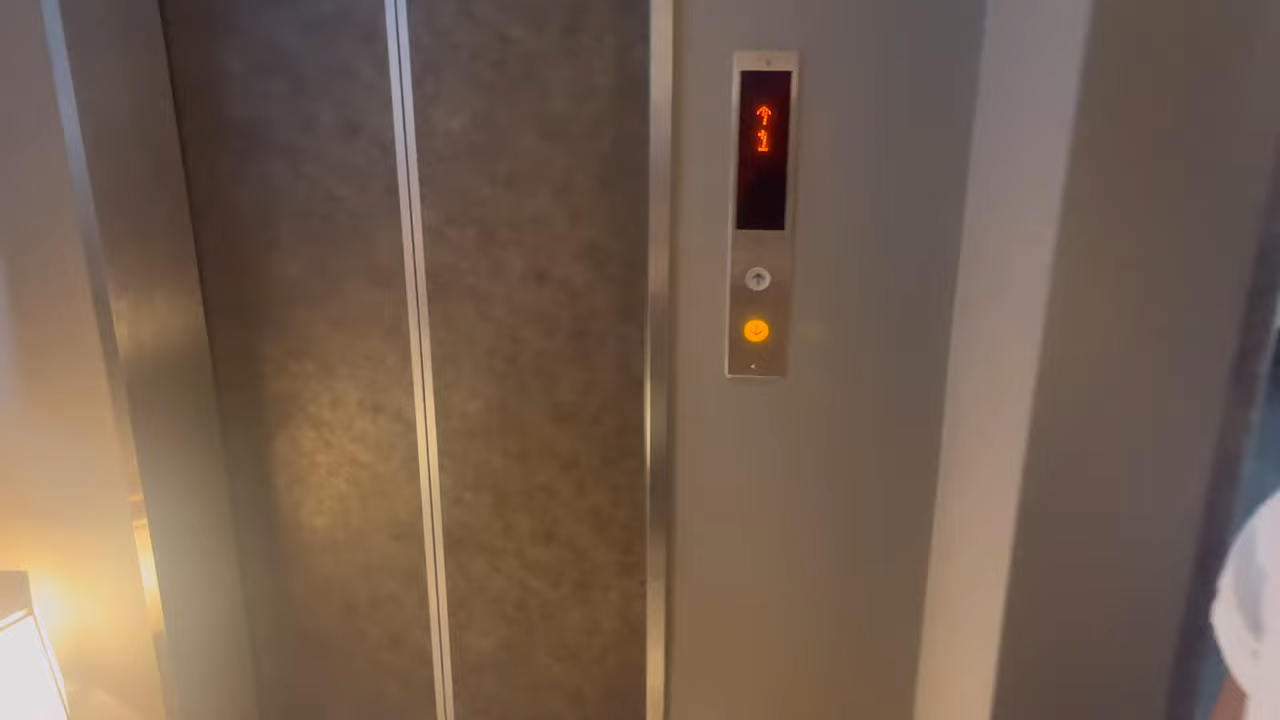 ↑
1
↑
↓